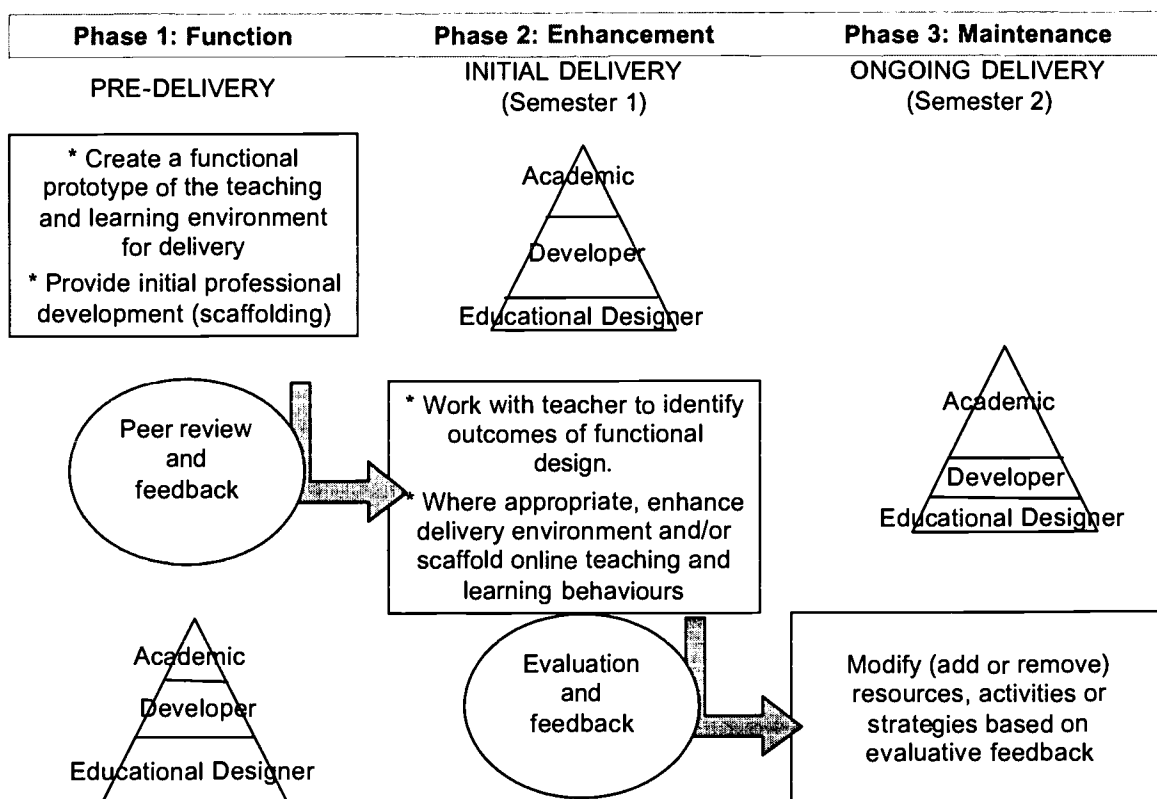 Phase 1: Function
Phase 2: Enhancement
Phase 3: Maintenance
PRE-DELIVERY
INITIAL DELIVERY
(Semester 1)
ONGOING DELIVERY
(Semester 2)
* Create a functional
prototype of the teaching
and learning environment
for delivery
* Provide initial professional
development (scaffolding)
Academic
Developer
Educational Designer
Peer review
and
feedback
* Work with teacher to identify
outcomes of functional
design.
* Where appropriate, enhance
delivery environment and/or
scaffold online teaching and
learning behaviours
Academic
Developer
Educational Designer
Academic
Developer
Educational Designer
Evaluation
and
feedback
Modify (add or remove)
resources, activities or
strategies based on
evaluative feedback